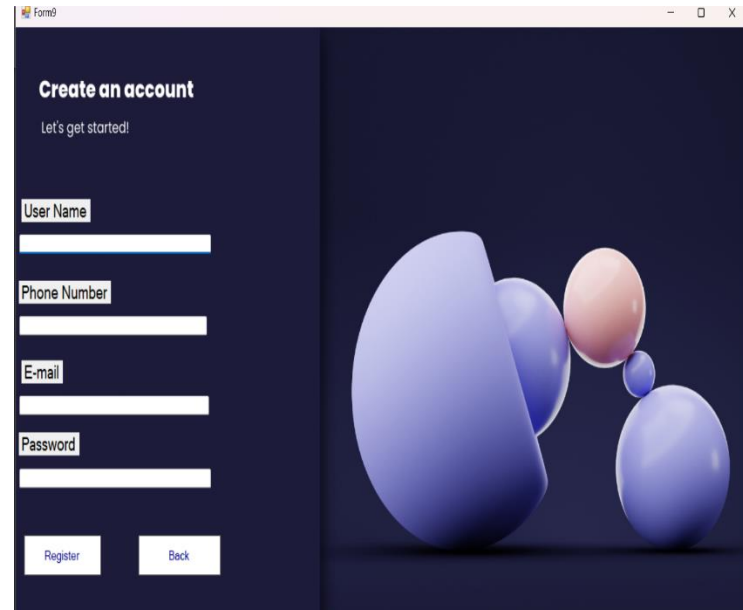 Form9
Create an account
Let's get started!
User Name
Phone Number
E-mail
Password
Register Back